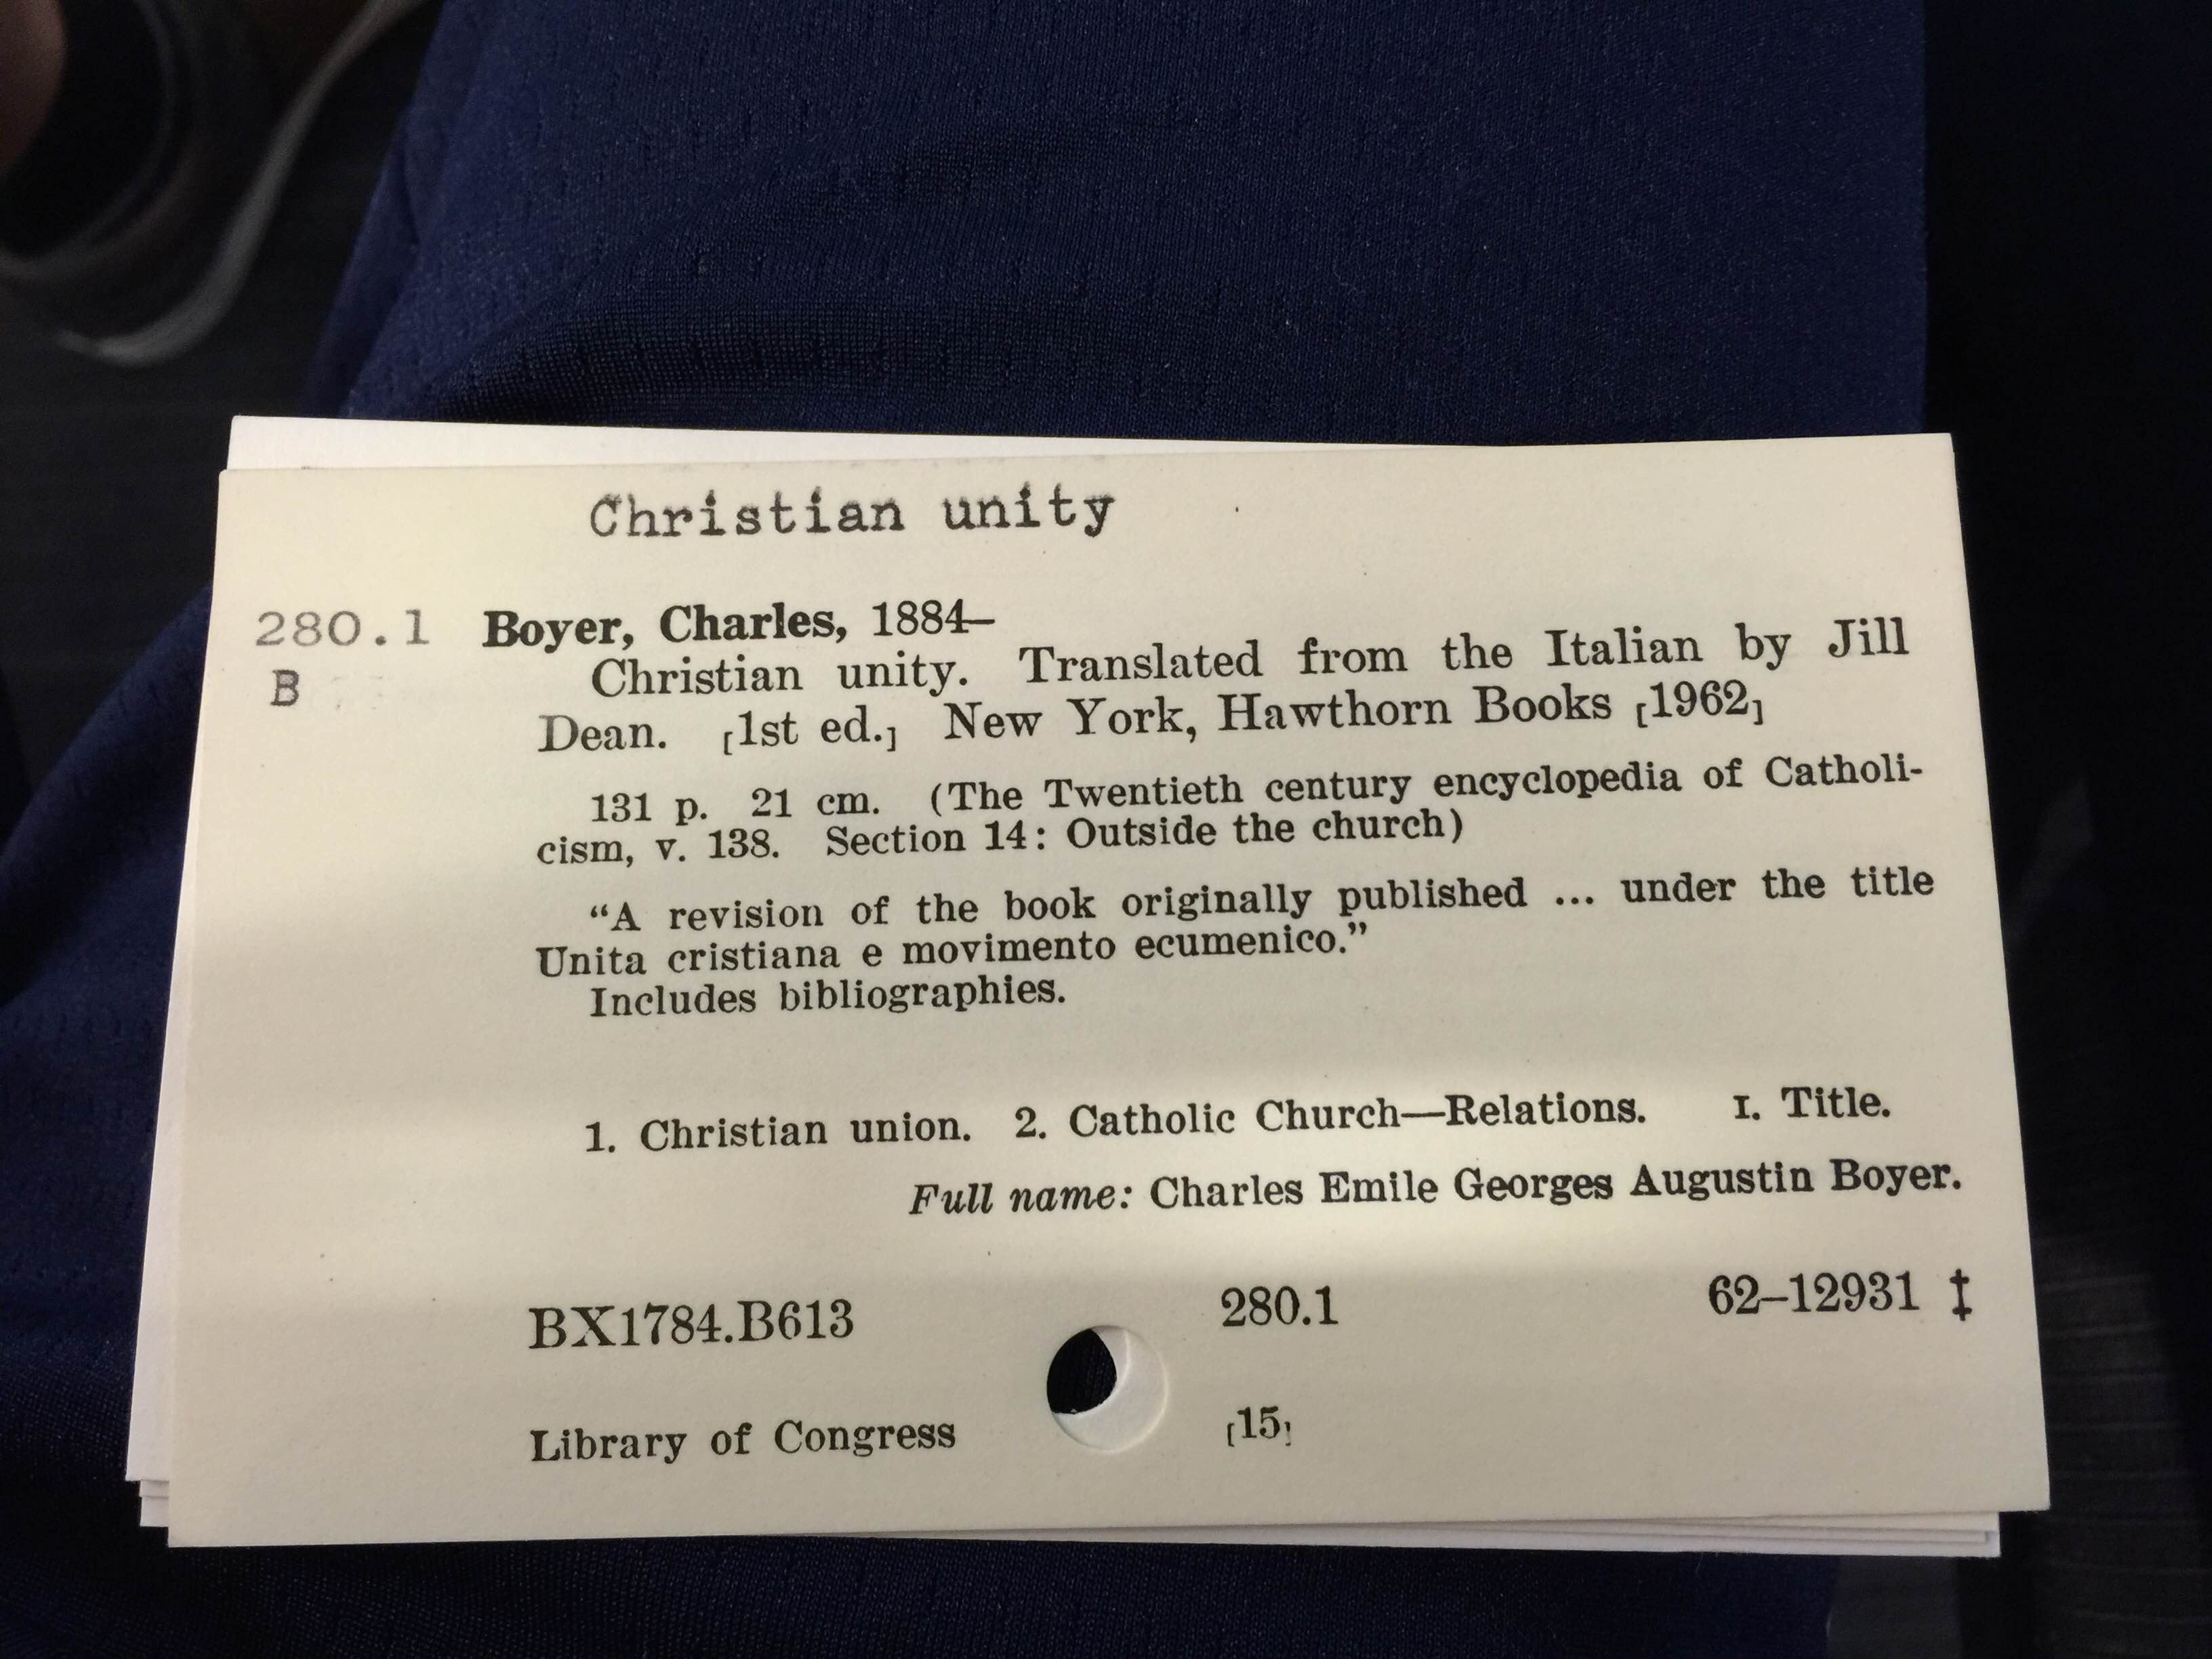 Christian unity
280.1 Boyer, Charles, 1884–
B
Christian unity. Translated from the Italian by Jill
Dean. [1st ed.] New York, Hawthorn Books [1962]
131 p. 21 cm. (The Twentieth century encyclopedia of Catholi-
cism, v. 138. Section 14: Outside the church)
“A revision of the book originally published ... under the title
Unita cristiana e movimento ecumenico.”
Includes bibliographies.
1. Christian union. 2. Catholic Church—Relations. I. Title.
Full name: Charles Emile Georges Augustin Boyer.
BX1784.B613 280.1 62–12931 ‡
Library of Congress [15]